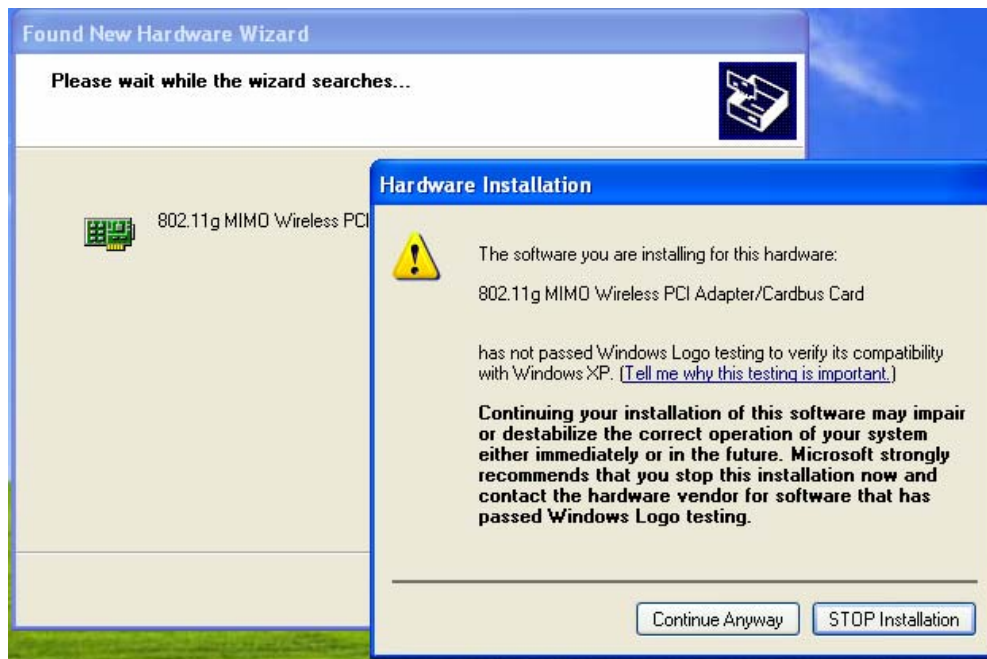 Found New Hardware Wizard
Please wait while the wizard searches...
802.11g MIMO Wireless PCI
Hardware Installation
The software you are installing for this hardware:
802.11g MIMO Wireless PCI Adapter/Cardbus Card
has not passed Windows Logo testing to verify its compatibility
with Windows XP. (Tell me why this testing is important.)
Continuing your installation of this software may impair
or destabilize the correct operation of your system
either immediately or in the future. Microsoft strongly
recommends that you stop this installation now and
contact the hardware vendor for software that has
passed Windows Logo testing.
Continue Anyway
STOP Installation